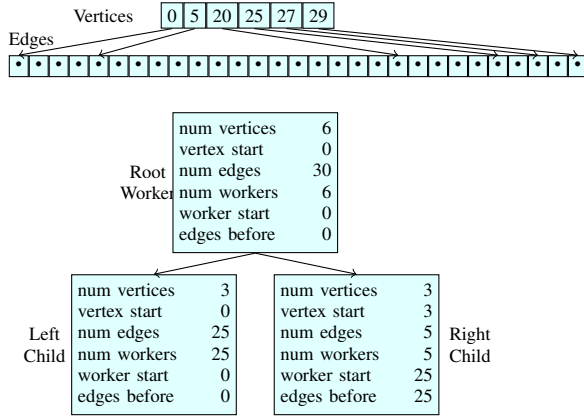 Vertices 0 5 20 25 27 29
Edges
num vertices 6
vertex start 0
num edges 30
num workers 6
worker start 0
edges before 0
Root
Worker
num vertices 3
vertex start 0
num edges 25
num workers 25
worker start 0
edges before 0
Left
Child
num vertices 3
vertex start 3
num edges 5
num workers 5
worker start 25
edges before 25
Right
Child